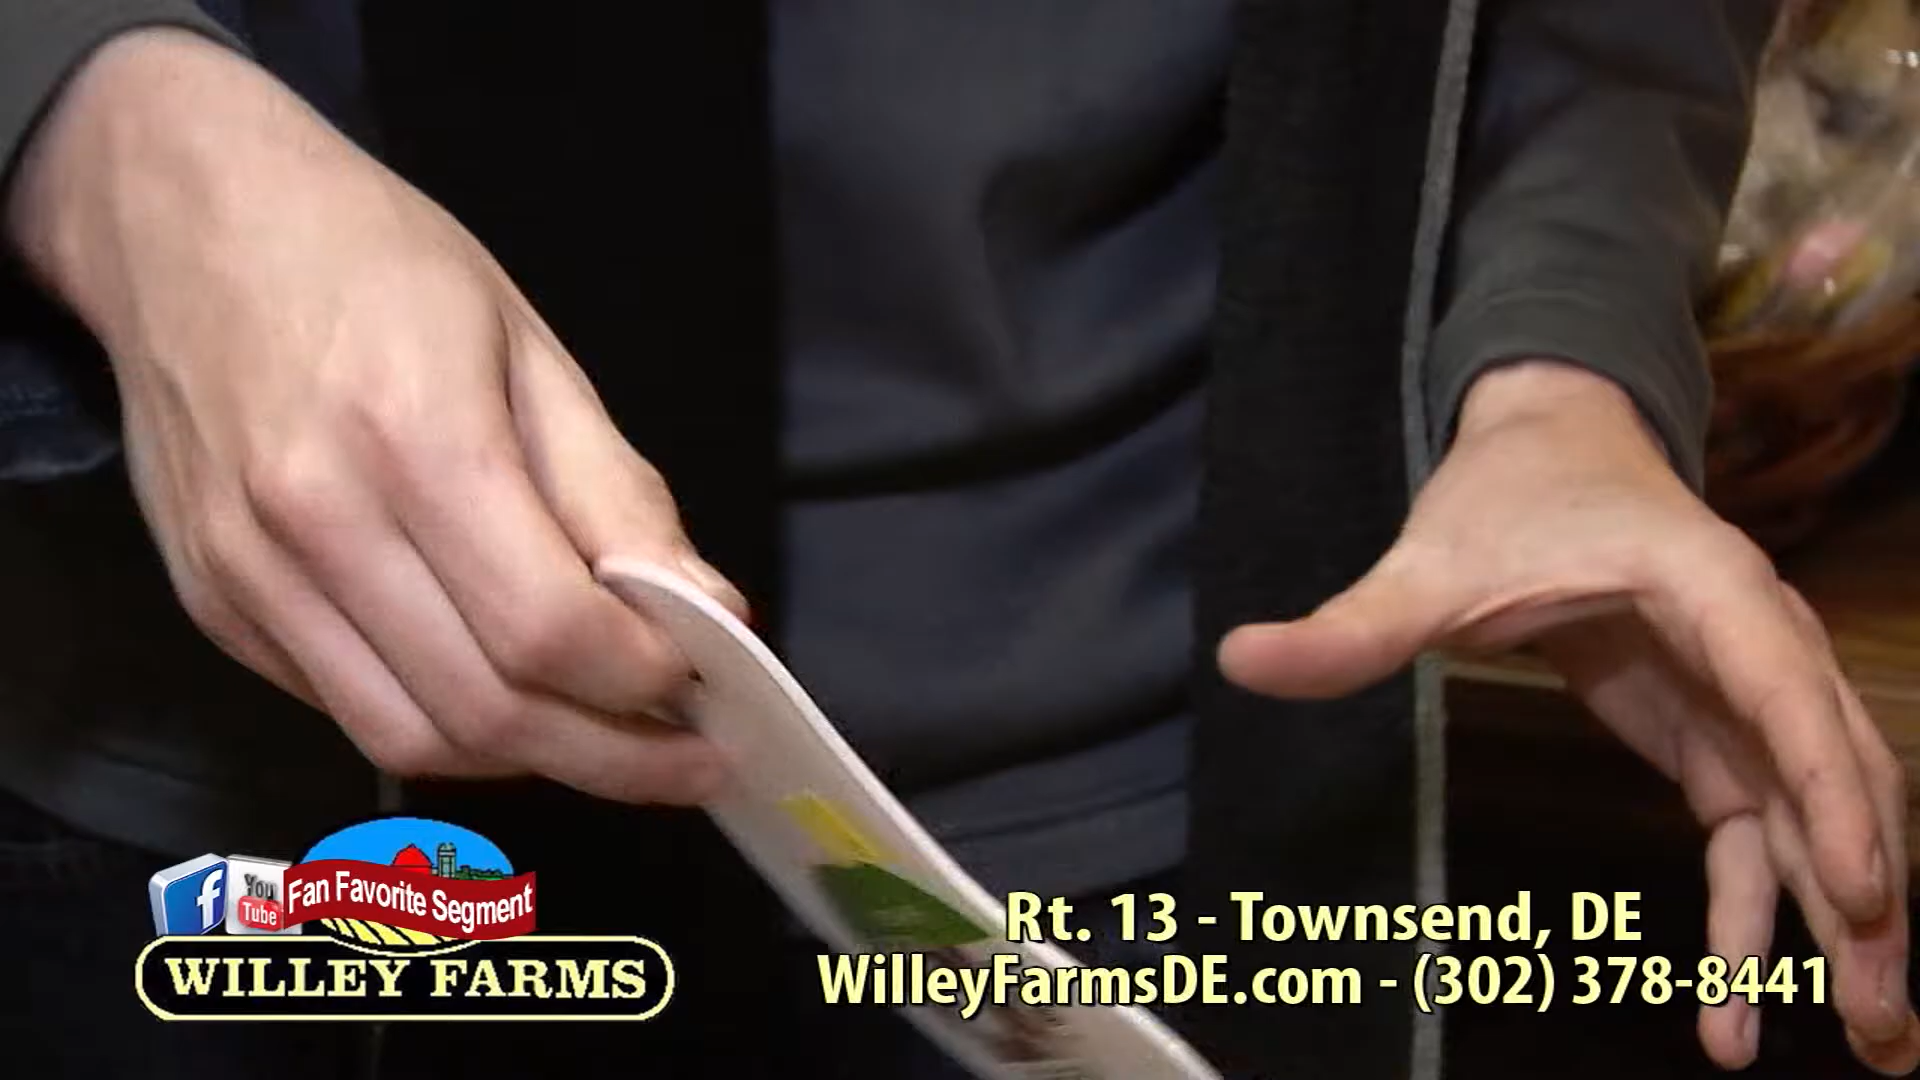 Fan Favorite Segment
You
Tube
f
WILLEY FARMS
Rt. 13 - Townsend, DE
WilleyFarmsDE.com - (302) 378-8441